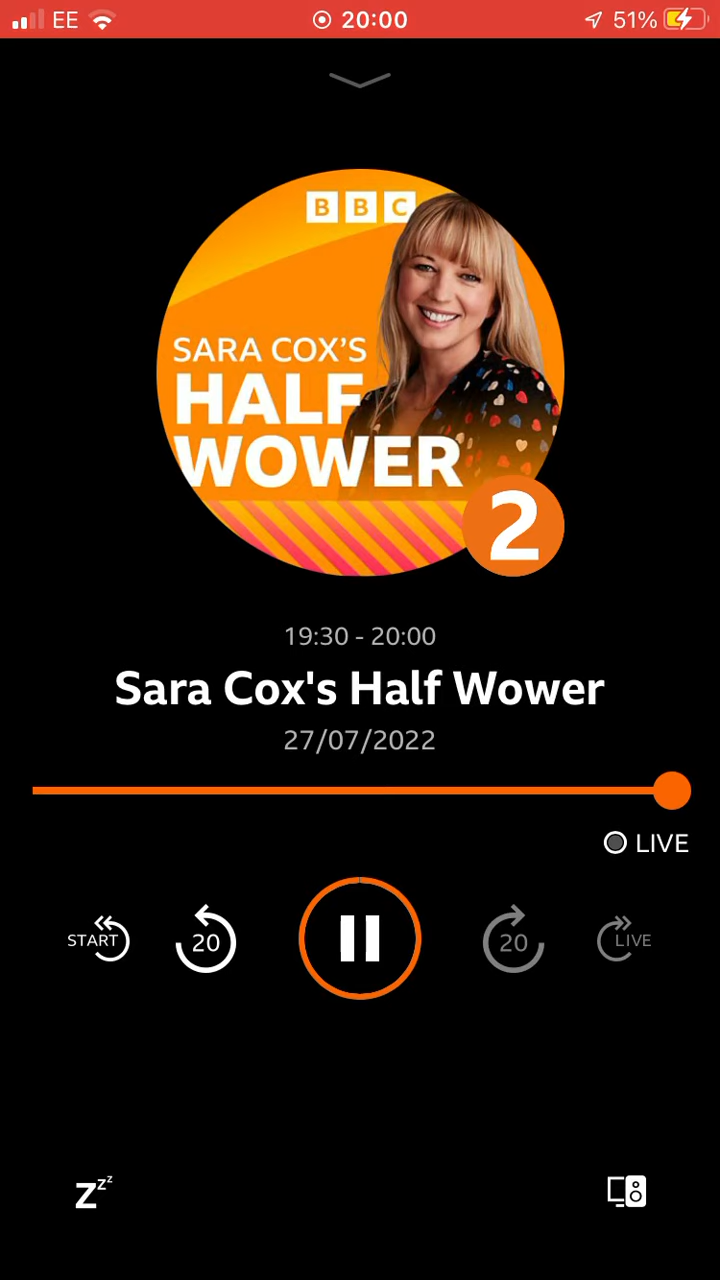 EE 20:00 51%
BBC
SARA COX'S
HALF
WOWER
2
19:30 - 20:00
Sara Cox's Half Wower
27/07/2022
LIVE
START 20 20 LIVE
Zzz